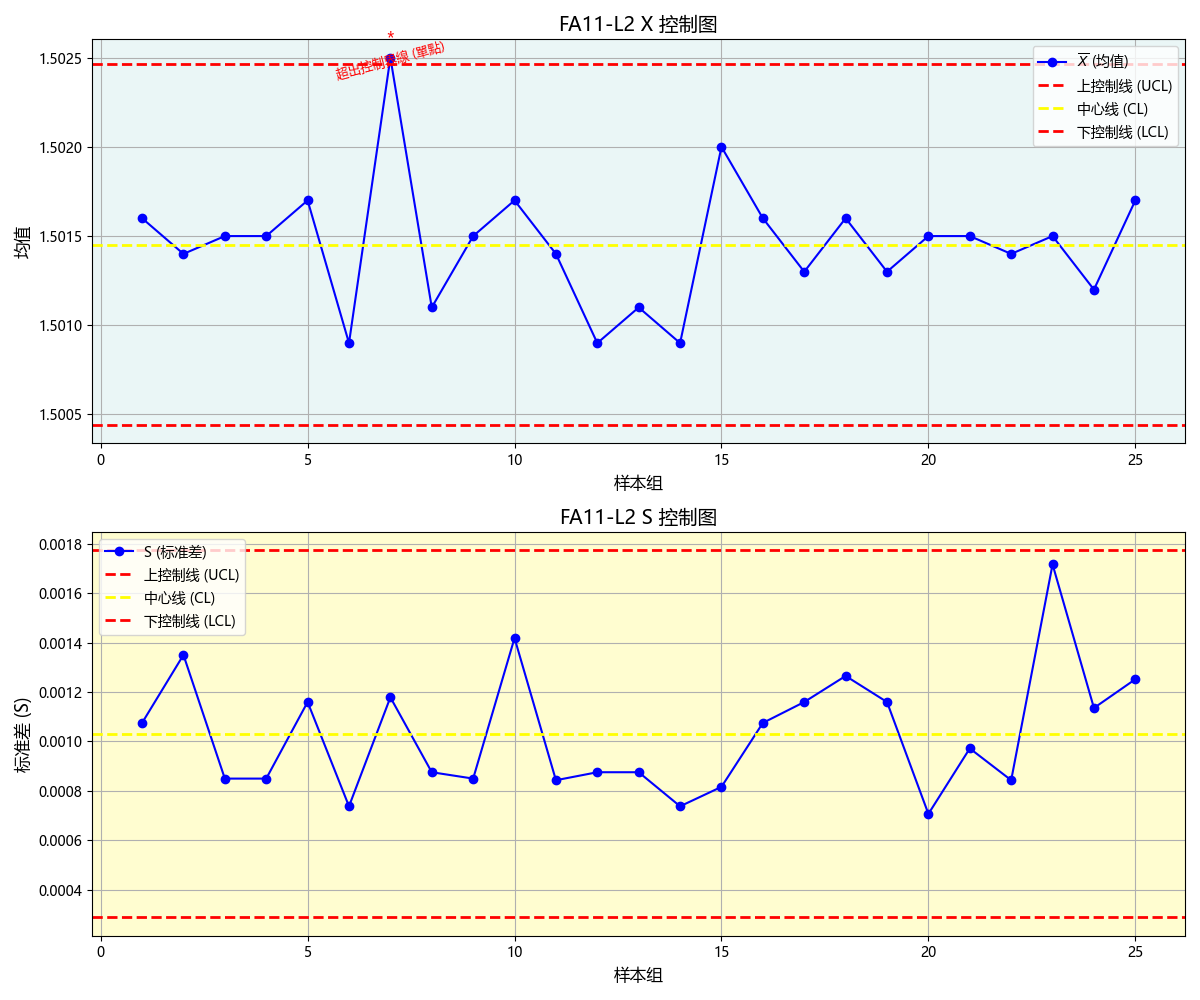 FA11-L2 X 控制图
*
超出控制界線 (單點)
X̅ (均值)
上控制线 (UCL)
中心线 (CL)
下控制线 (LCL)
均值
1.5025
1.5020
1.5015
1.5010
1.5005
0 5 10 15 20 25
样本组
FA11-L2 S 控制图
S (标准差)
上控制线 (UCL)
中心线 (CL)
下控制线 (LCL)
标准差 (S)
0.0018
0.0016
0.0014
0.0012
0.0010
0.0008
0.0006
0.0004
0 5 10 15 20 25
样本组